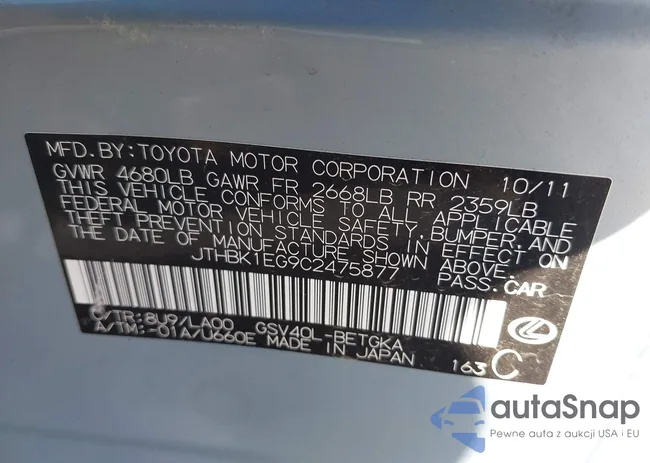 MFD.BY:TOYOTA MOTOR CORPORATION 10/11
GVWR 4680LB GAWR FR 2668LB RR 2359LB
THIS VEHICLE CONFORMS TO ALL APPLICABLE
FEDERAL MOTOR VEHICLE SAFETY,BUMPER,AND
THEFT PREVENTION STANDARDS IN EFFECT ON
THE DATE OF MANUFACTURE SHOWN ABOVE.
JTHBK1EG9C2475877 PASS.CAR
C/TR:8U9/LA00 GSV40L-BETGKA
A/TM:-01A/U660E MADE IN JAPAN 163 C
autaSnap
Pewne auta z aukcji USA i EU